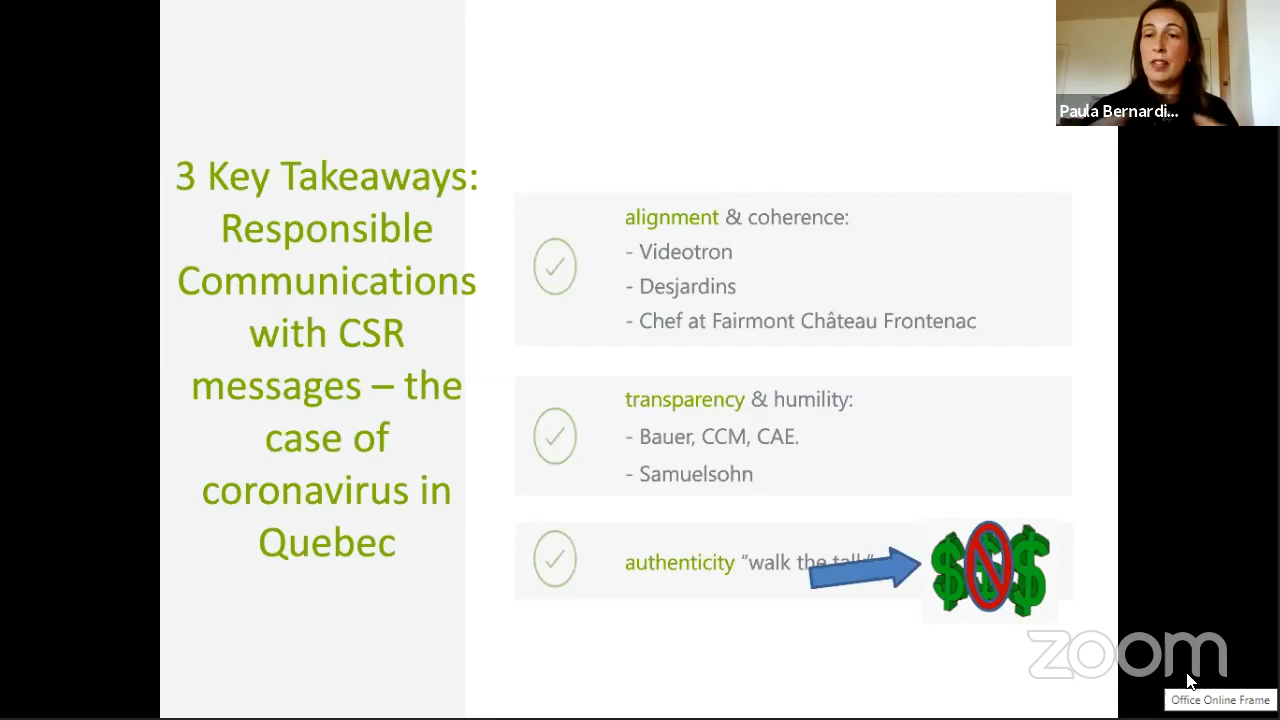 Paula Bernardi...
3 Key Takeaways:
Responsible
Communications
with CSR
messages – the
case of
coronavirus in
Quebec
alignment & coherence:
- Videotron
- Desjardins
- Chef at Fairmont Château Frontenac
transparency & humility:
- Bauer, CCM, CAE.
- Samuelsohn
authenticity "walk the talk"
$$$
zoom
Office Online Frame